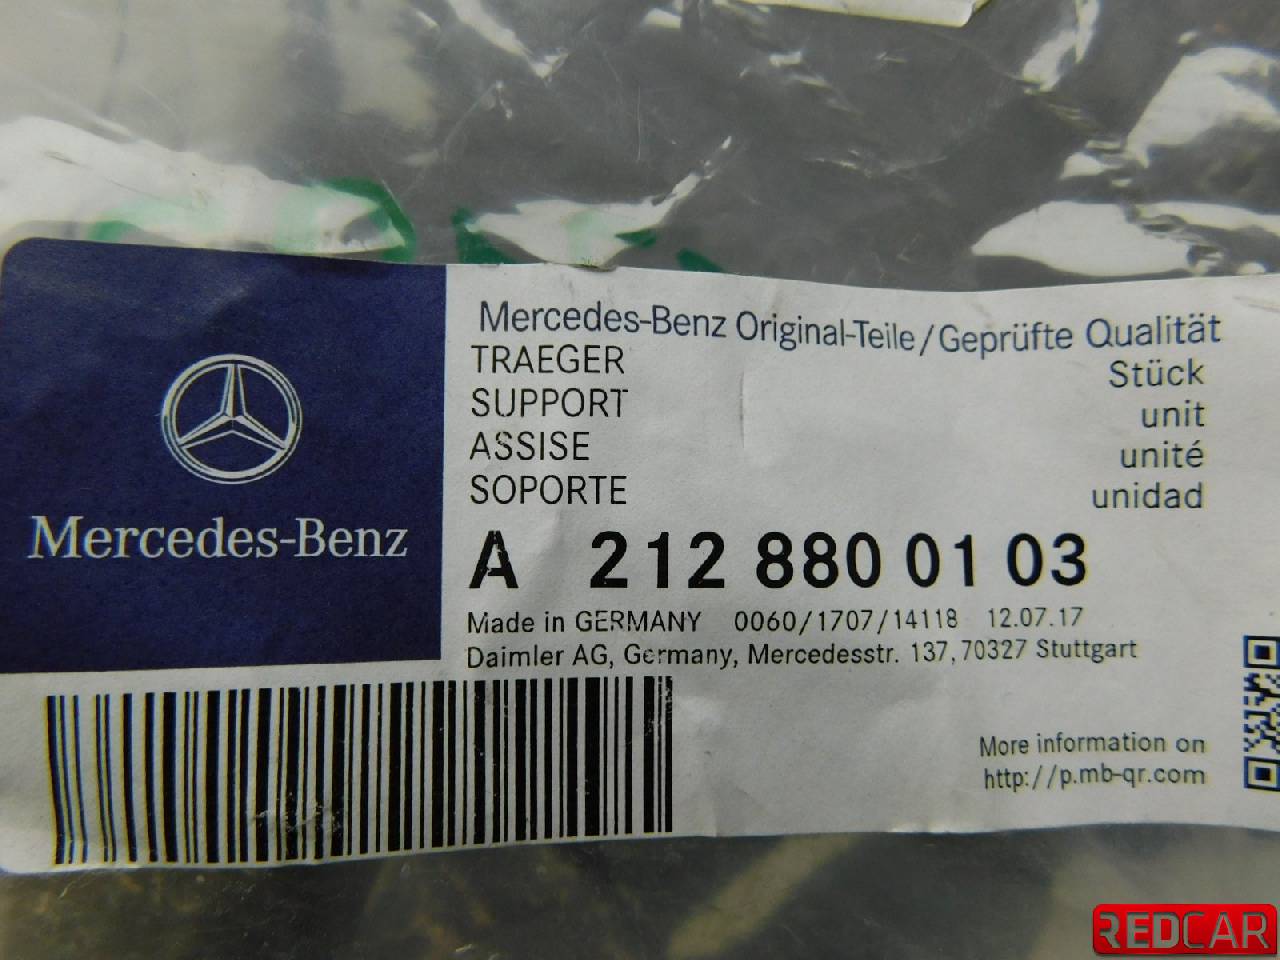 Mercedes-Benz Original-Teile/Geprüfte Qualität
TRAEGER Stück
SUPPORT unit
ASSISE unité
SOPORTE unidad
Mercedes-Benz
A 212 880 01 03
Made in GERMANY 0060/1707/14118 12.07.17
Daimler AG, Germany, Mercedesstr. 137, 70327 Stuttgart
More information on
http://p.mb-qr.com
REDCAR